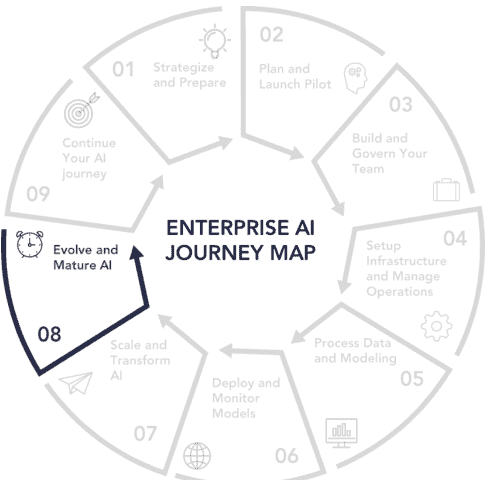 ENTERPRISE AI
JOURNEY MAP
01
Strategize
and Prepare
02
Plan and
Launch Pilot
03
Build and
Govern Your
Team
04
Setup
Infrastructure
and Manage
Operations
05
Process Data
and Modeling
06
Deploy and
Monitor
Models
07
Scale and
Transform
AI
08
Evolve and
Mature AI
09
Continue
Your AI
journey